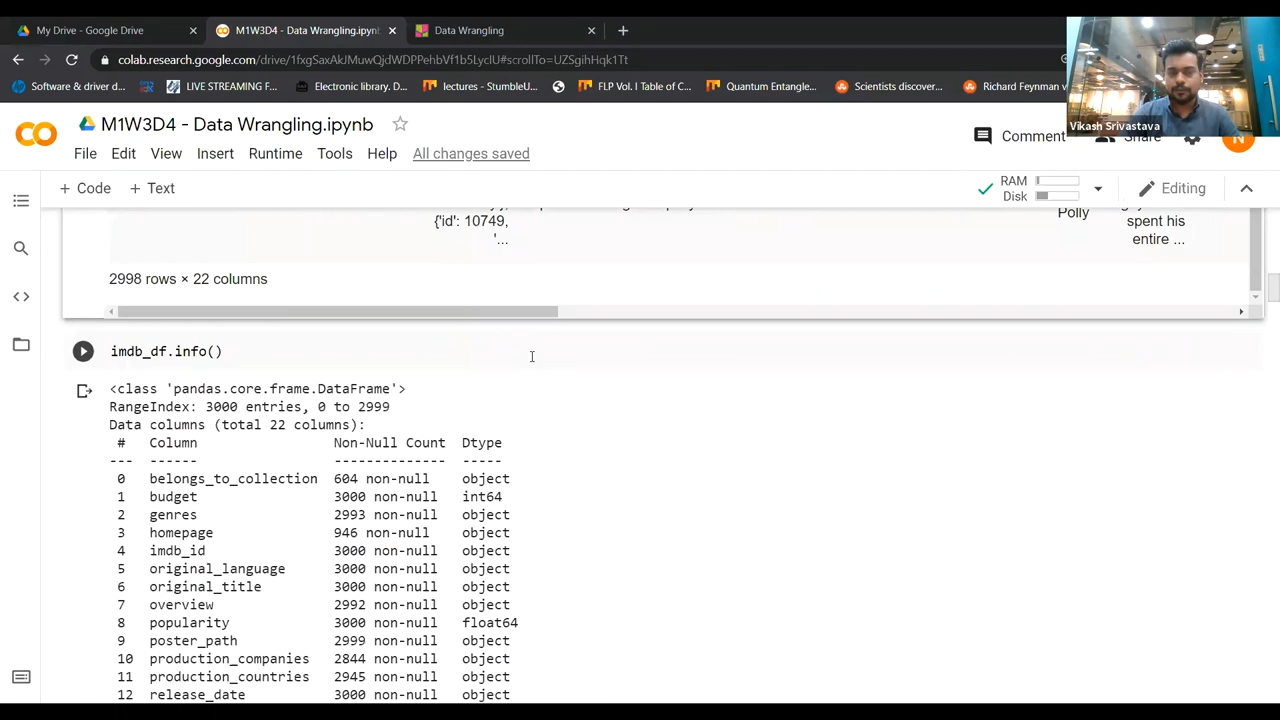 My Drive - Google Drive
M1W3D4 - Data Wrangling.ipynb
Data Wrangling
colab.research.google.com/drive/1fxgSaxAkJMuwQjdWDPPehbVf1b5LyclU#scrollTo=UZSgihHqk1Tt
Software & driver d...
LIVE STREAMING F...
Electronic library. D...
lectures - StumbleU...
FLP Vol. I Table of C...
Quantum Entangle...
Scientists discover...
Richard Feynman
Vikash Srivastava
M1W3D4 - Data Wrangling.ipynb
Comment
Share
N
File Edit View Insert Runtime Tools Help All changes saved
+ Code + Text
RAM
Disk
Editing
{'id': 10749,
'...
Polly
spent his
entire ...
2998 rows × 22 columns
imdb_df.info()
<class 'pandas.core.frame.DataFrame'>
RangeIndex: 3000 entries, 0 to 2999
Data columns (total 22 columns):
# Column Non-Null Count Dtype
--- ------ -------------- -----
0 belongs_to_collection 604 non-null object
1 budget 3000 non-null int64
2 genres 2993 non-null object
3 homepage 946 non-null object
4 imdb_id 3000 non-null object
5 original_language 3000 non-null object
6 original_title 3000 non-null object
7 overview 2992 non-null object
8 popularity 3000 non-null float64
9 poster_path 2999 non-null object
10 production_companies 2844 non-null object
11 production_countries 2945 non-null object
12 release_date 3000 non-null object